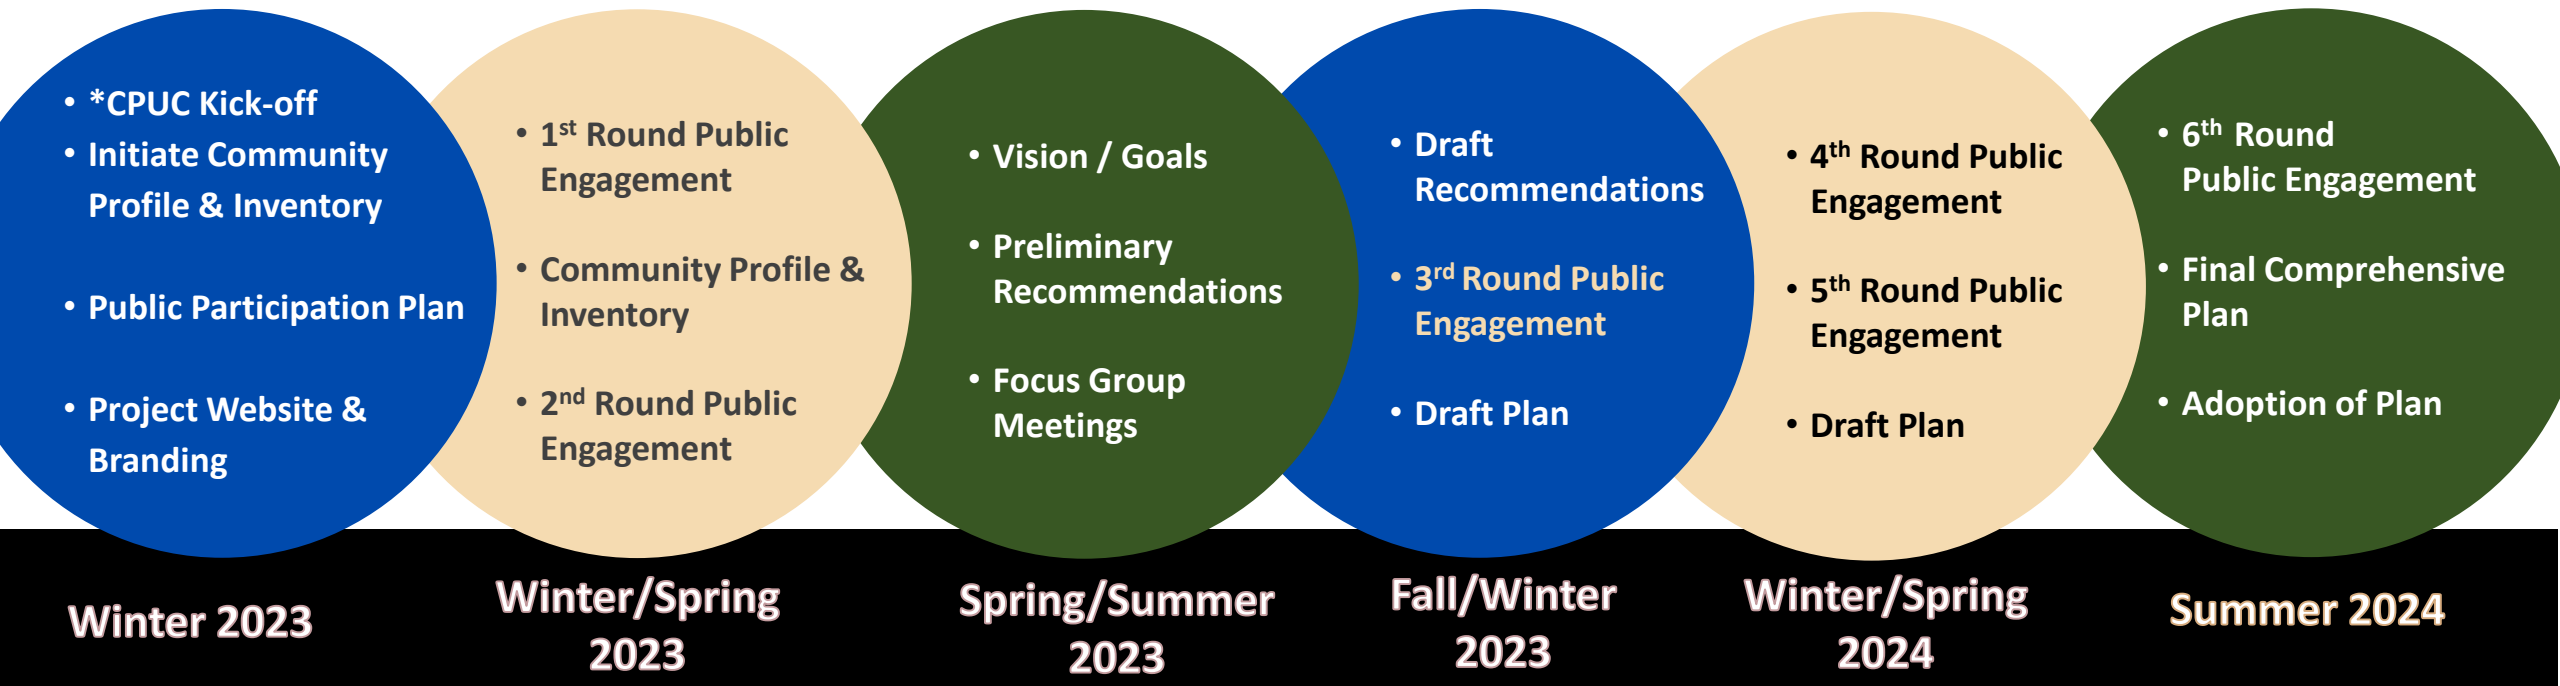 • *CPUC Kick-off
• Initiate Community
Profile & Inventory
• Public Participation Plan
• Project Website &
Branding
Winter 2023
• 1st Round Public
Engagement
• Community Profile &
Inventory
• 2nd Round Public
Engagement
Winter/Spring
2023
• Vision / Goals
• Preliminary
Recommendations
• Focus Group
Meetings
Spring/Summer
2023
• Draft
Recommendations
• 3rd Round Public
Engagement
• Draft Plan
Fall/Winter
2023
• 4th Round Public
Engagement
• 5th Round Public
Engagement
• Draft Plan
Winter/Spring
2024
• 6th Round
Public Engagement
• Final Comprehensive
Plan
• Adoption of Plan
Summer 2024